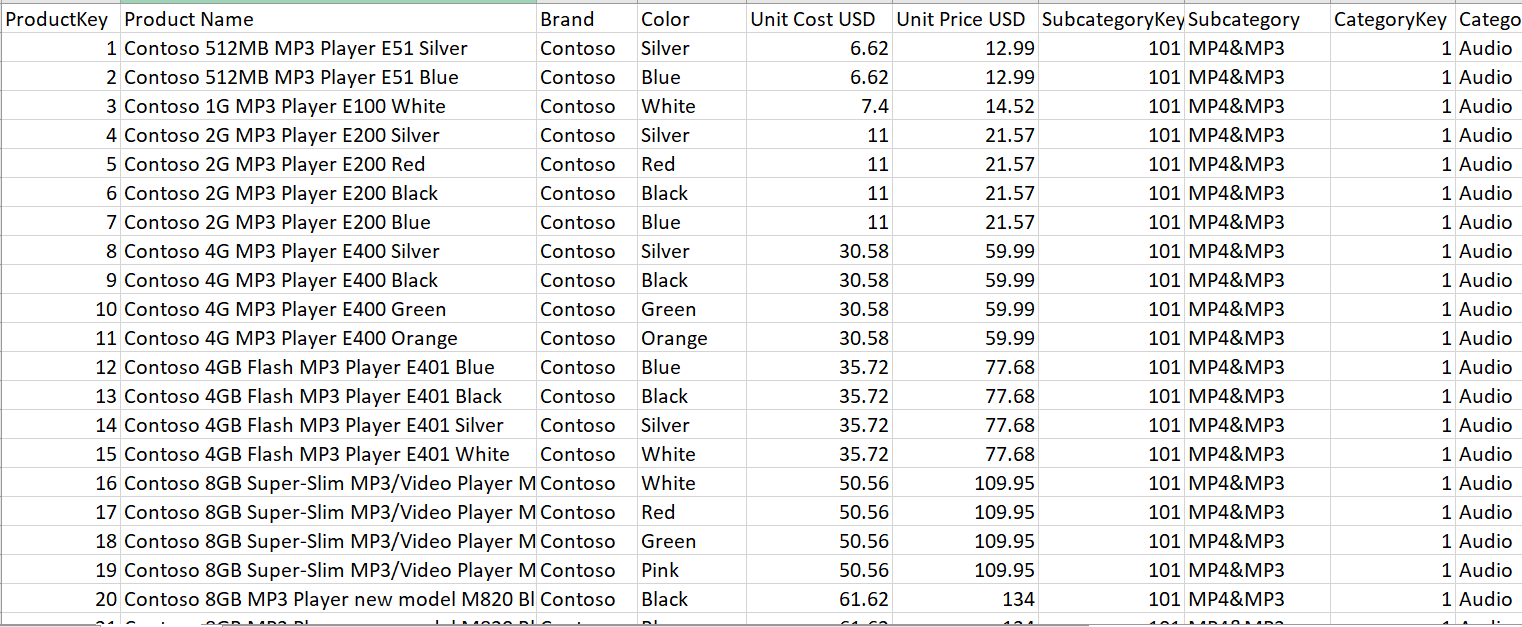 ProductKey Product Name Brand Color Unit Cost USD Unit Price USD SubcategoryKey Subcategory CategoryKey Catego
1 Contoso 512MB MP3 Player E51 Silver Contoso Silver 6.62 12.99 101 MP4&MP3 1 Audio
2 Contoso 512MB MP3 Player E51 Blue Contoso Blue 6.62 12.99 101 MP4&MP3 1 Audio
3 Contoso 1G MP3 Player E100 White Contoso White 7.4 14.52 101 MP4&MP3 1 Audio
4 Contoso 2G MP3 Player E200 Silver Contoso Silver 11 21.57 101 MP4&MP3 1 Audio
5 Contoso 2G MP3 Player E200 Red Contoso Red 11 21.57 101 MP4&MP3 1 Audio
6 Contoso 2G MP3 Player E200 Black Contoso Black 11 21.57 101 MP4&MP3 1 Audio
7 Contoso 2G MP3 Player E200 Blue Contoso Blue 11 21.57 101 MP4&MP3 1 Audio
8 Contoso 4G MP3 Player E400 Silver Contoso Silver 30.58 59.99 101 MP4&MP3 1 Audio
9 Contoso 4G MP3 Player E400 Black Contoso Black 30.58 59.99 101 MP4&MP3 1 Audio
10 Contoso 4G MP3 Player E400 Green Contoso Green 30.58 59.99 101 MP4&MP3 1 Audio
11 Contoso 4G MP3 Player E400 Orange Contoso Orange 30.58 59.99 101 MP4&MP3 1 Audio
12 Contoso 4GB Flash MP3 Player E401 Blue Contoso Blue 35.72 77.68 101 MP4&MP3 1 Audio
13 Contoso 4GB Flash MP3 Player E401 Black Contoso Black 35.72 77.68 101 MP4&MP3 1 Audio
14 Contoso 4GB Flash MP3 Player E401 Silver Contoso Silver 35.72 77.68 101 MP4&MP3 1 Audio
15 Contoso 4GB Flash MP3 Player E401 White Contoso White 35.72 77.68 101 MP4&MP3 1 Audio
16 Contoso 8GB Super-Slim MP3/Video Player M Contoso White 50.56 109.95 101 MP4&MP3 1 Audio
17 Contoso 8GB Super-Slim MP3/Video Player M Contoso Red 50.56 109.95 101 MP4&MP3 1 Audio
18 Contoso 8GB Super-Slim MP3/Video Player M Contoso Green 50.56 109.95 101 MP4&MP3 1 Audio
19 Contoso 8GB Super-Slim MP3/Video Player M Contoso Pink 50.56 109.95 101 MP4&MP3 1 Audio
20 Contoso 8GB MP3 Player new model M820 Bl Contoso Black 61.62 134 101 MP4&MP3 1 Audio